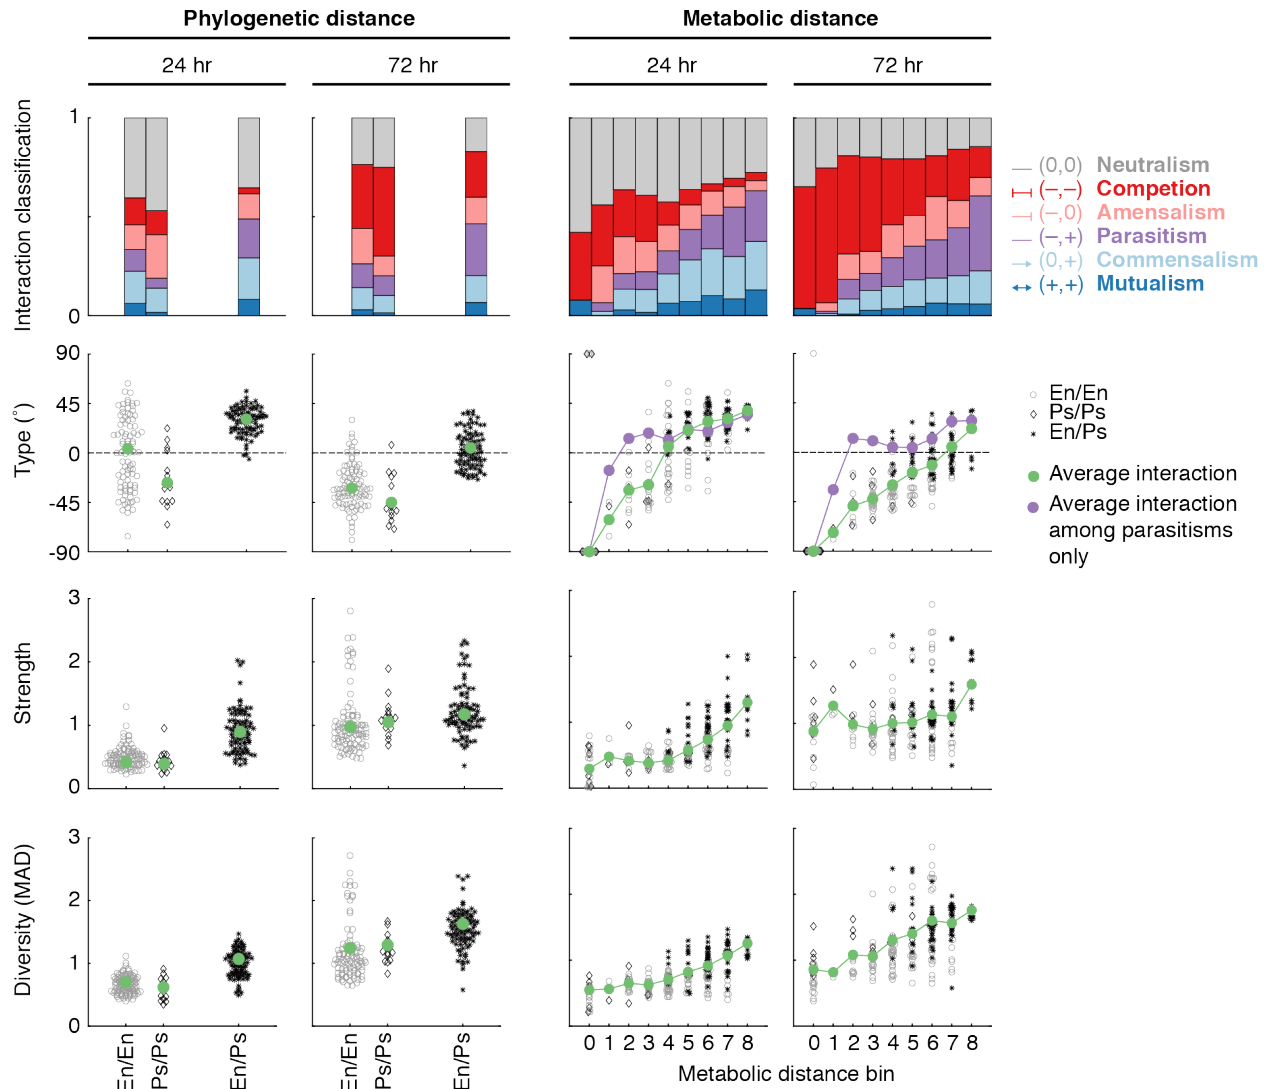 Phylogenetic distance
Metabolic distance
24 hr
72 hr
24 hr
72 hr
Interaction classification
1
0
(0,0) Neutralism
(−,−) Competion
(−,0) Amensalism
(−,+) Parasitism
(0,+) Commensalism
(+,+) Mutualism
Type (°)
90
45
0
-45
-90
En/En
Ps/Ps
En/Ps
Average interaction
Average interaction
among parasitisms
only
Strength
3
2
1
0
Diversity (MAD)
3
2
1
0
En/En
Ps/Ps
En/Ps
En/En
Ps/Ps
En/Ps
0 1 2 3 4 5 6 7 8
0 1 2 3 4 5 6 7 8
Metabolic distance bin